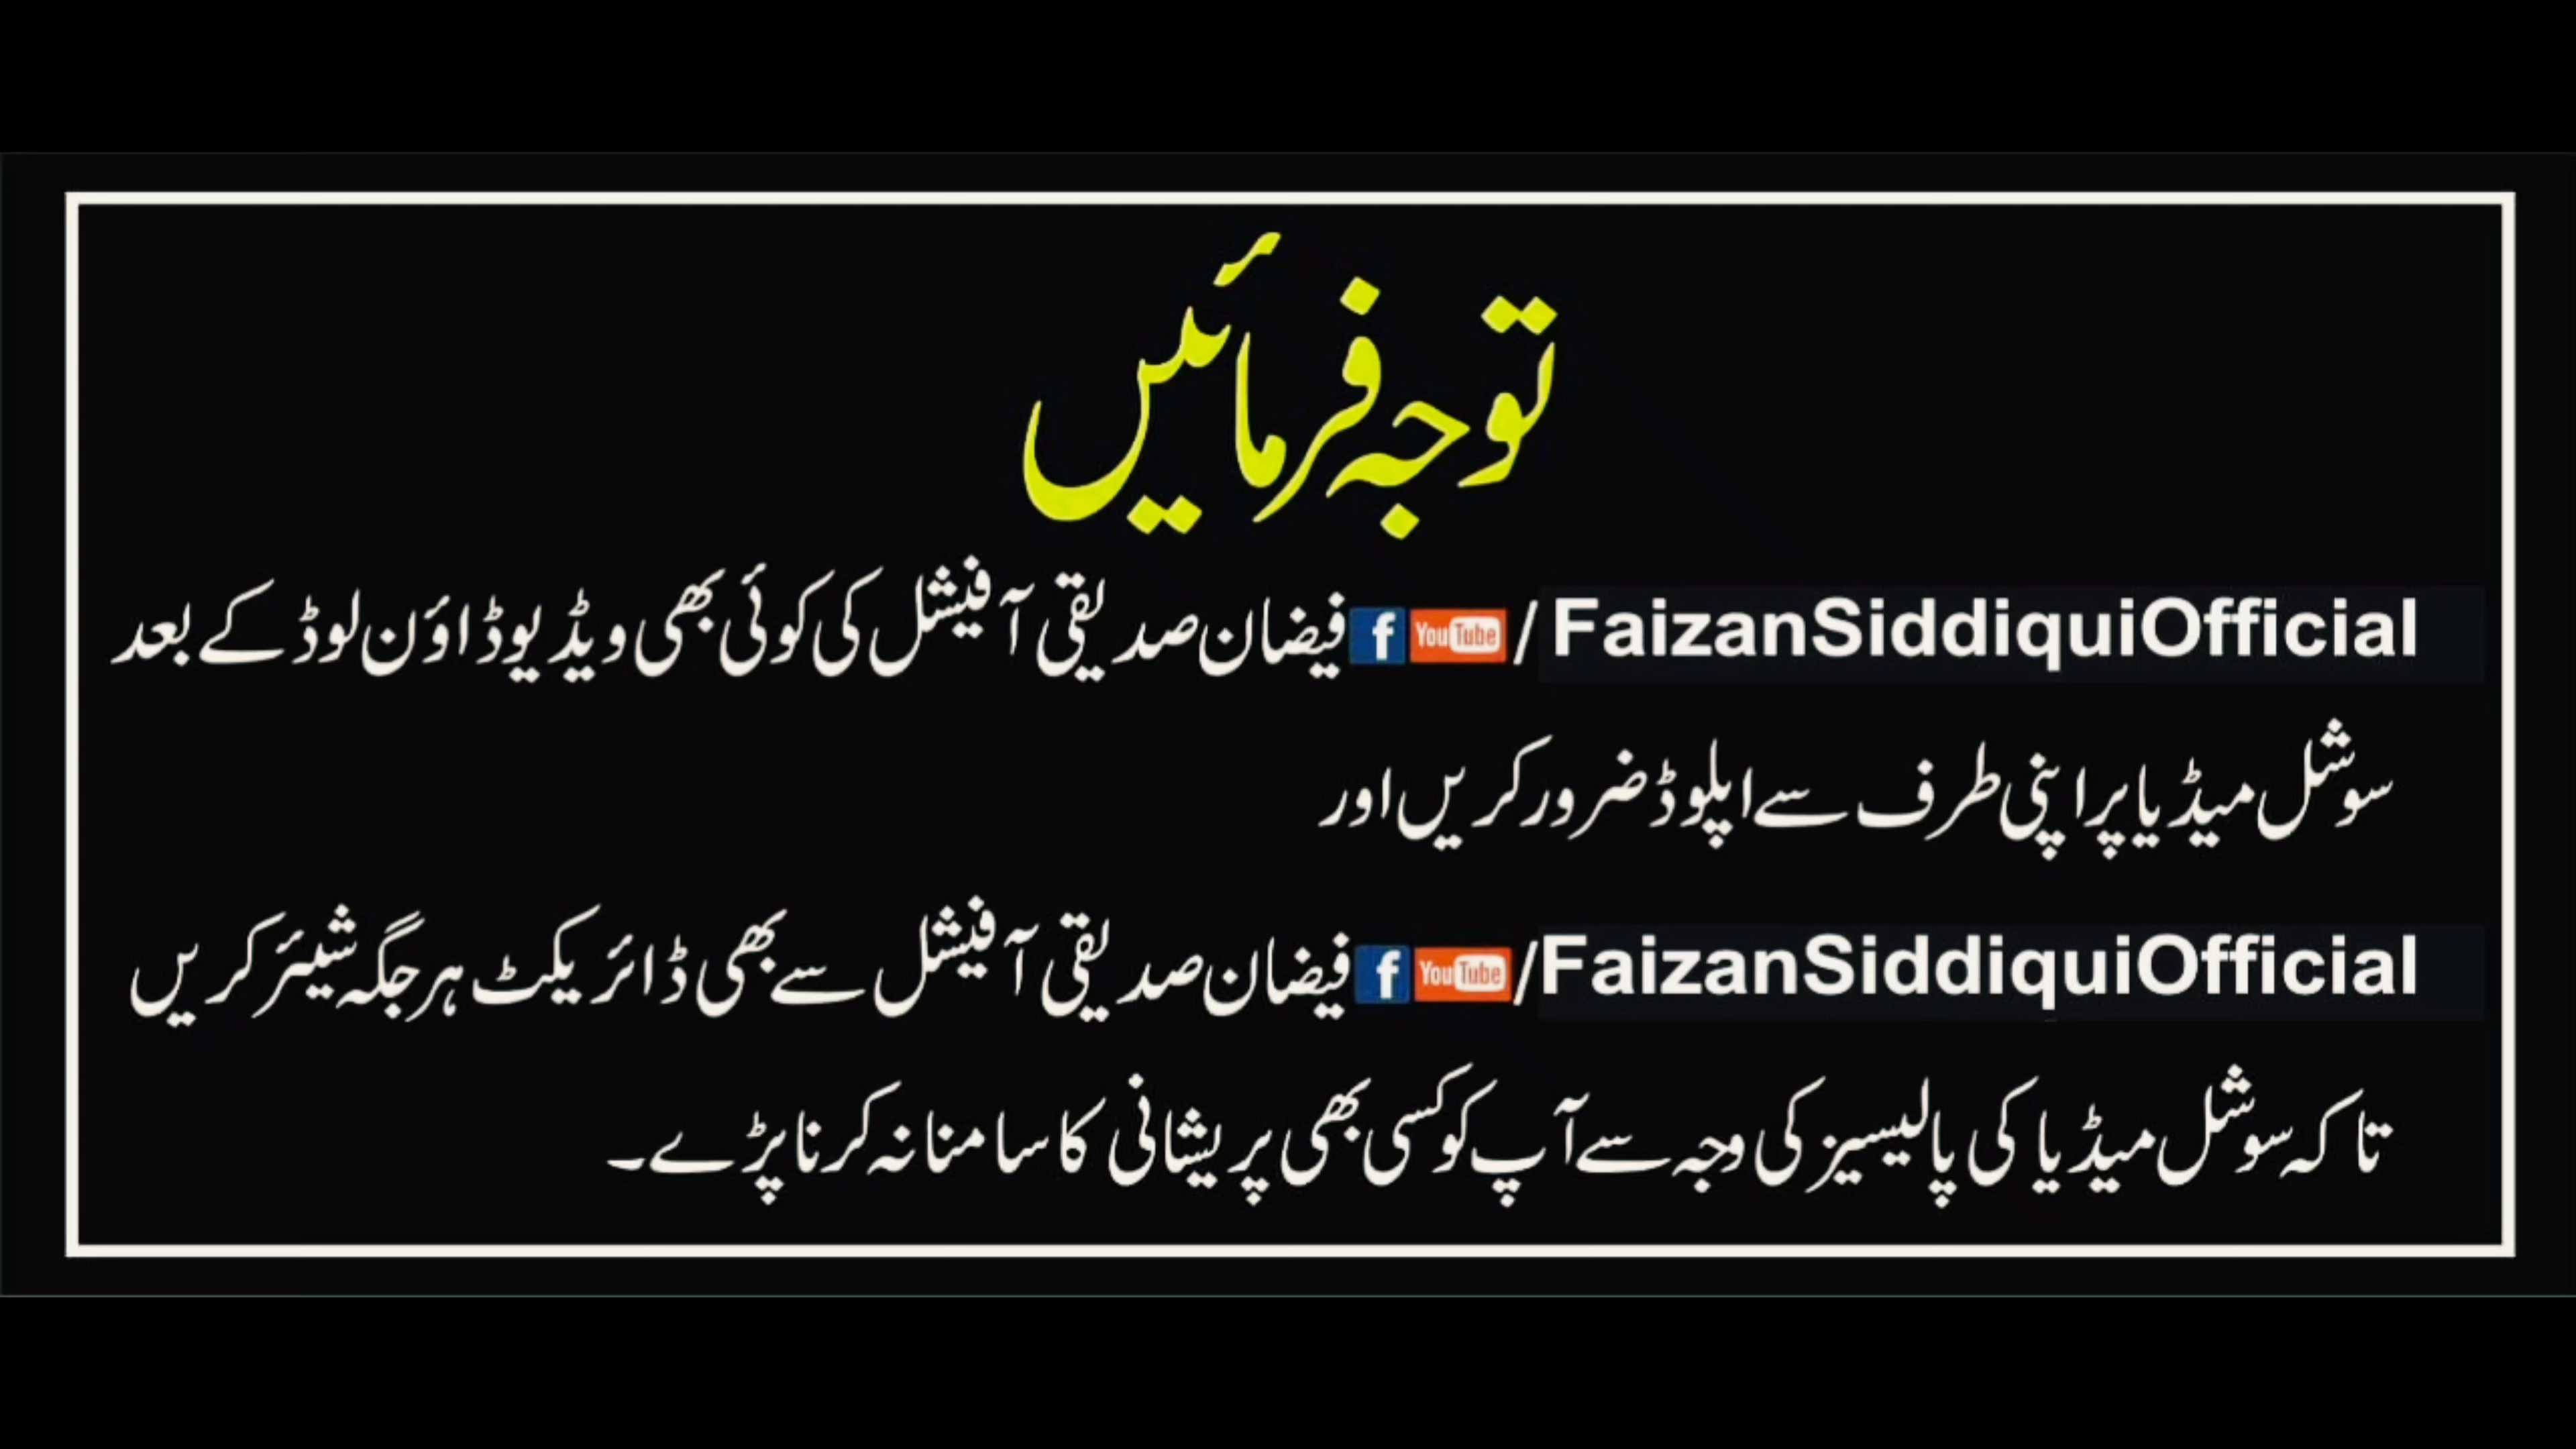 توجہ فرمائیں
FaizanSiddiquiOfficial / YouTube f فیضان صدیقی آفیشل کی کوئی بھی ویڈیو ڈاؤن لوڈ کے بعد
سوشل میڈیا پر اپنی طرف سے اپلوڈ ضرور کریں اور
FaizanSiddiquiOfficial / YouTube f فیضان صدیقی آفیشل سے بھی ڈائریکٹ ہر جگہ شیئر کریں
تاکہ سوشل میڈیا کی پالیسیز کی وجہ سے آپ کو کسی بھی پریشانی کا سامنا نہ کرنا پڑے۔